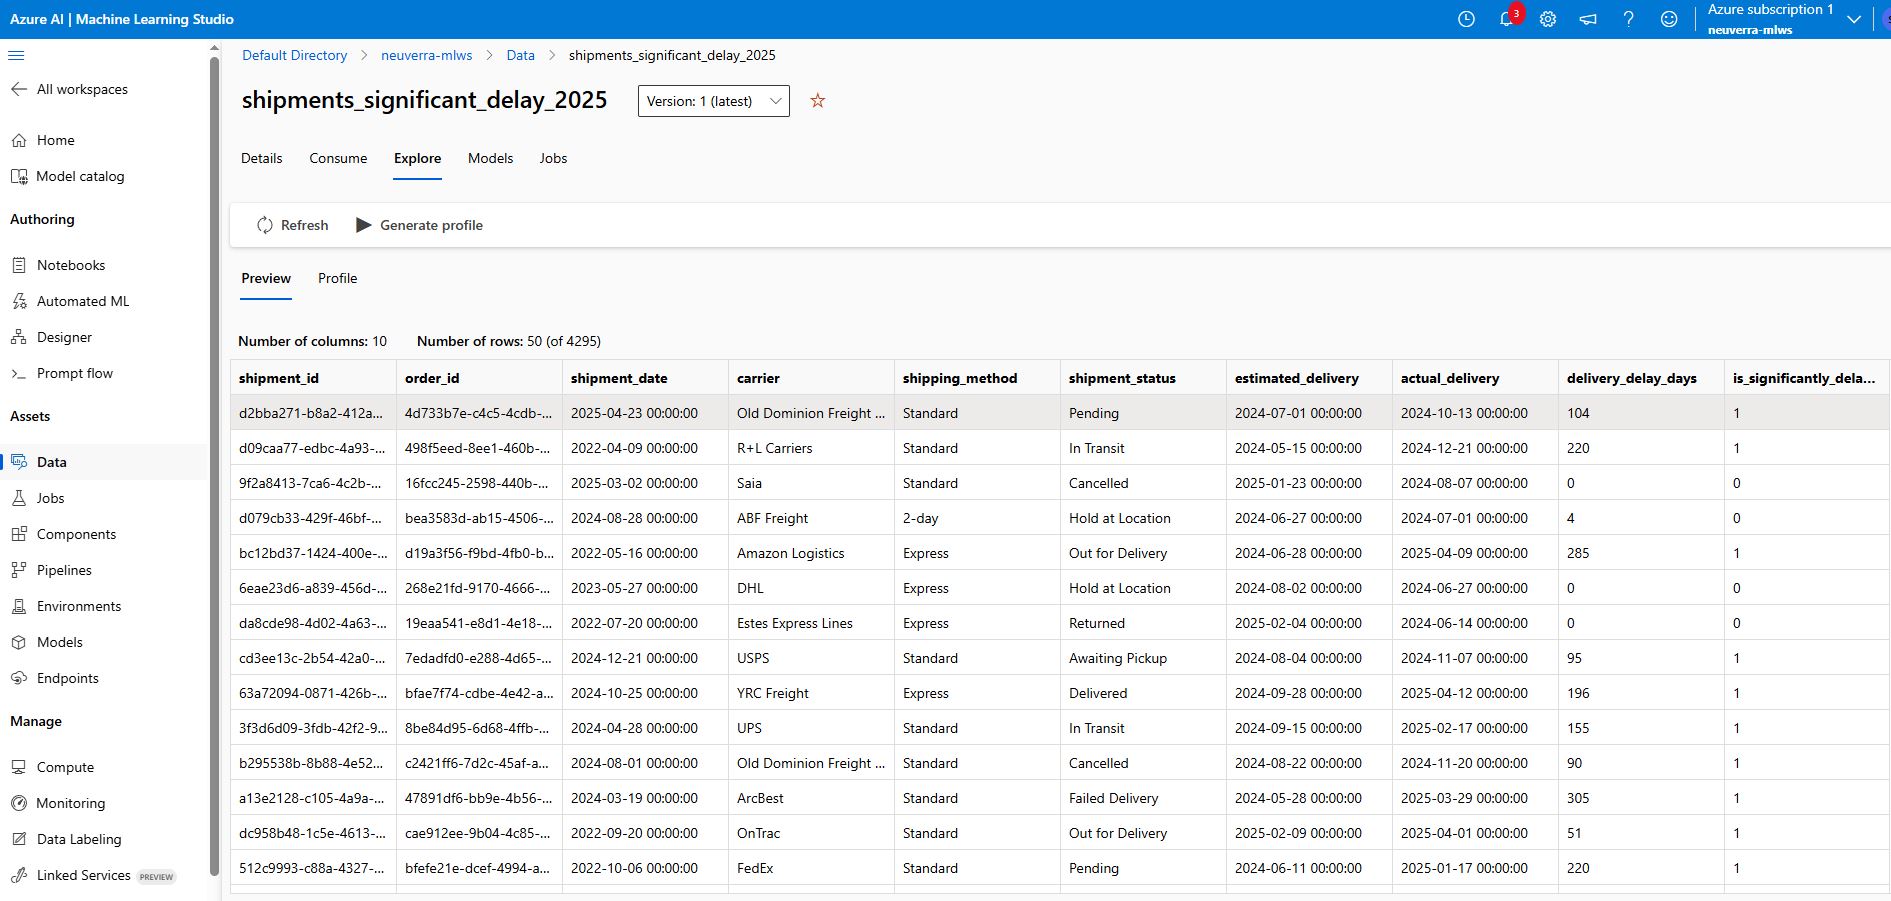 Azure AI | Machine Learning Studio
3
Azure subscription 1
neuverra-mlws
All workspaces
Home
Model catalog
Authoring
Notebooks
Automated ML
Designer
Prompt flow
Assets
Data
Jobs
Components
Pipelines
Environments
Models
Endpoints
Manage
Compute
Monitoring
Data Labeling
Linked Services PREVIEW
Default Directory > neuverra-mlws > Data > shipments_significant_delay_2025
shipments_significant_delay_2025 Version: 1 (latest)
Details Consume Explore Models Jobs
Refresh Generate profile
Preview Profile
Number of columns: 10 Number of rows: 50 (of 4295)
shipment_id order_id shipment_date carrier shipping_method shipment_status estimated_delivery actual_delivery delivery_delay_days is_significantly_dela...
d2bba271-b8a2-412a... 4d733b7e-c4c5-4cdb-... 2025-04-23 00:00:00 Old Dominion Freight ... Standard Pending 2024-07-01 00:00:00 2024-10-13 00:00:00 104 1
d09caa77-edbc-4a93-... 498f5eed-8ee1-460b-... 2022-04-09 00:00:00 R+L Carriers Standard In Transit 2024-05-15 00:00:00 2024-12-21 00:00:00 220 1
9f2a8413-7ca6-4c2b-... 16fcc245-2598-440b-... 2025-03-02 00:00:00 Saia Standard Cancelled 2025-01-23 00:00:00 2024-08-07 00:00:00 0 0
d079cb33-429f-46bf-... bea3583d-ab15-4506-... 2024-08-28 00:00:00 ABF Freight 2-day Hold at Location 2024-06-27 00:00:00 2024-07-01 00:00:00 4 0
bc12bd37-1424-400e-... d19a3f56-f9bd-4fb0-b... 2022-05-16 00:00:00 Amazon Logistics Express Out for Delivery 2024-06-28 00:00:00 2025-04-09 00:00:00 285 1
6eae23d6-a839-456d-... 268e21fd-9170-4666-... 2023-05-27 00:00:00 DHL Express Hold at Location 2024-08-02 00:00:00 2024-06-27 00:00:00 0 0
da8cde98-4d02-4a63-... 19eaa541-e8d1-4e18-... 2022-07-20 00:00:00 Estes Express Lines Express Returned 2025-02-04 00:00:00 2024-06-14 00:00:00 0 0
cd3ee13c-2b54-42a0-... 7edadfd0-e288-4d65-... 2024-12-21 00:00:00 USPS Standard Awaiting Pickup 2024-08-04 00:00:00 2024-11-07 00:00:00 95 1
63a72094-0871-426b-... bfae7f74-cdbe-4e42-a... 2024-10-25 00:00:00 YRC Freight Express Delivered 2024-09-28 00:00:00 2025-04-12 00:00:00 196 1
3f3d6d09-3fdb-42f2-9... 8be84d95-6d68-4ffb-... 2024-04-28 00:00:00 UPS Standard In Transit 2024-09-15 00:00:00 2025-02-17 00:00:00 155 1
b295538b-8b88-4e52... c2421ff6-7d2c-45af-a... 2024-08-01 00:00:00 Old Dominion Freight ... Standard Cancelled 2024-08-22 00:00:00 2024-11-20 00:00:00 90 1
a13e2128-c105-4a9a-... 47891df6-bb9e-4b56-... 2024-03-19 00:00:00 ArcBest Standard Failed Delivery 2024-05-28 00:00:00 2025-03-29 00:00:00 305 1
dc958b48-1c5e-4613-... cae912ee-9b04-4c85-... 2022-09-20 00:00:00 OnTrac Standard Out for Delivery 2025-02-09 00:00:00 2025-04-01 00:00:00 51 1
512c9993-c88a-4327-... bfefe21e-dcef-4994-a... 2022-10-06 00:00:00 FedEx Standard Pending 2024-06-11 00:00:00 2025-01-17 00:00:00 220 1